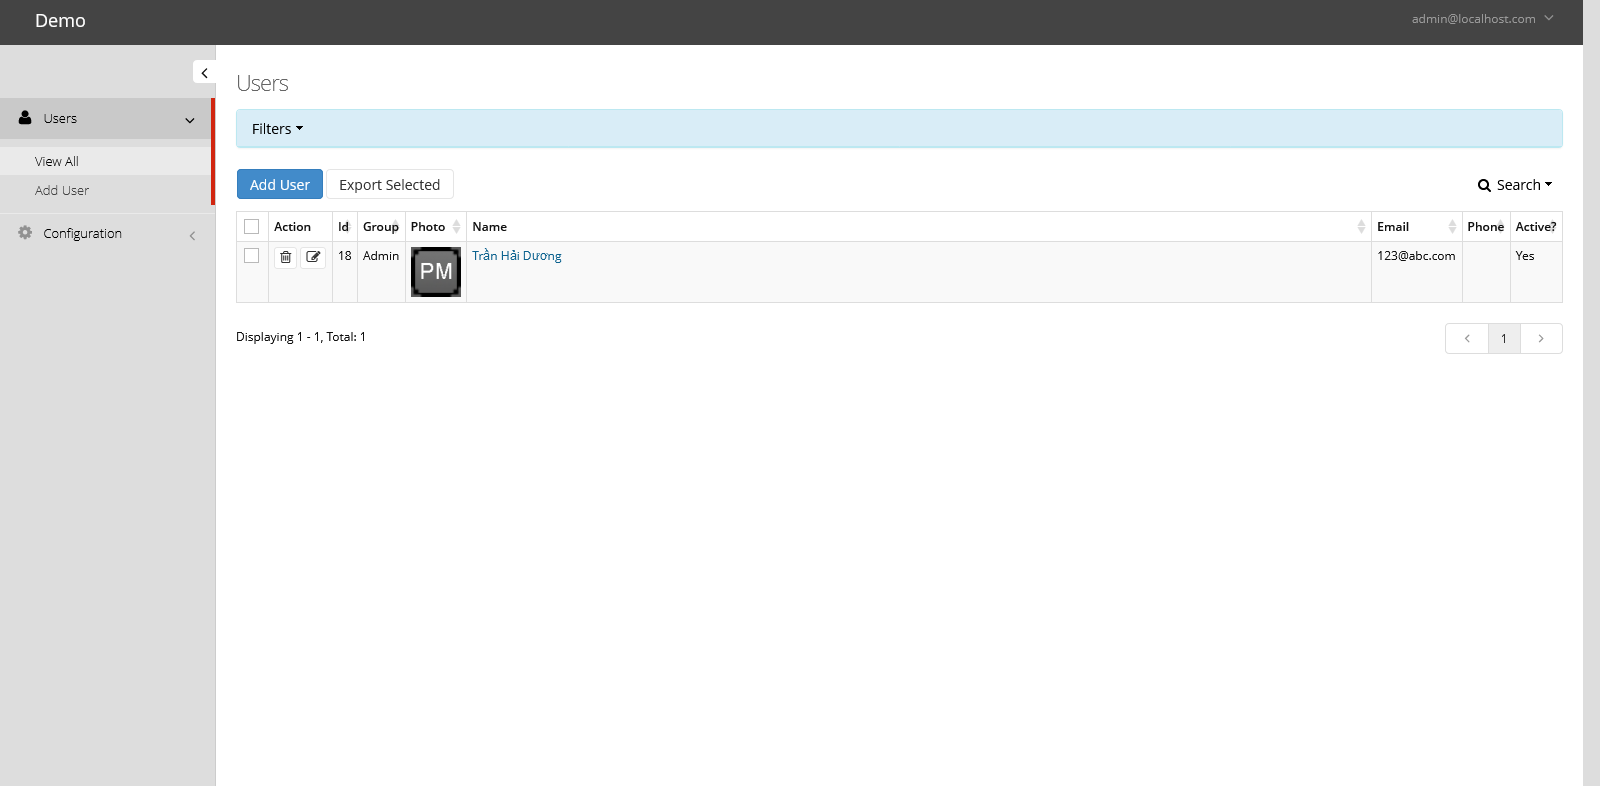 Demo
admin@localhost.com
Users
View All
Add User
Configuration
Users
Filters
Add User Export Selected Search
Action Id Group Photo Name Email Phone Active?
18 Admin PM Trần Hải Dương 123@abc.com Yes
Displaying 1 - 1, Total: 1
1